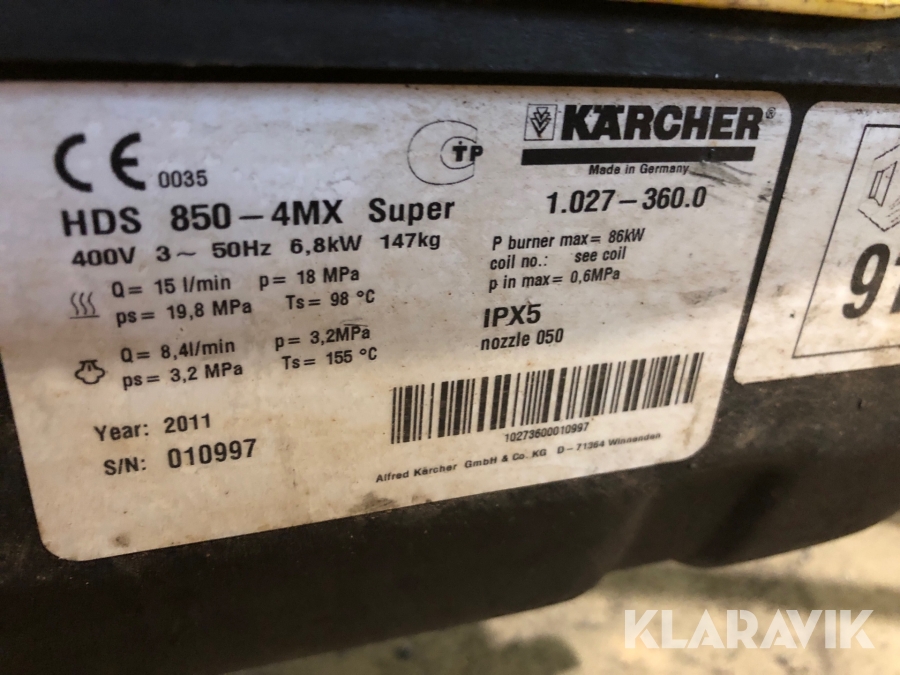 KÄRCHER®
Made in Germany
CE 0035
TP
HDS 850-4MX Super
1.027-360.0
400V 3~ 50Hz 6,8kW 147kg
Q= 15 l/min p= 18 MPa
ps= 19,8 MPa Ts= 98 °C
Q= 8,4l/min p= 3,2MPa
ps= 3,2 MPa Ts= 155 °C
P burner max= 86kW
coil no.: see coil
p in max= 0,6MPa
IPX5
nozzle 050
Year: 2011
S/N: 010997
10273600010997
Alfred Kärcher GmbH & Co. KG D-71364 Winnenden
KLARAVIK